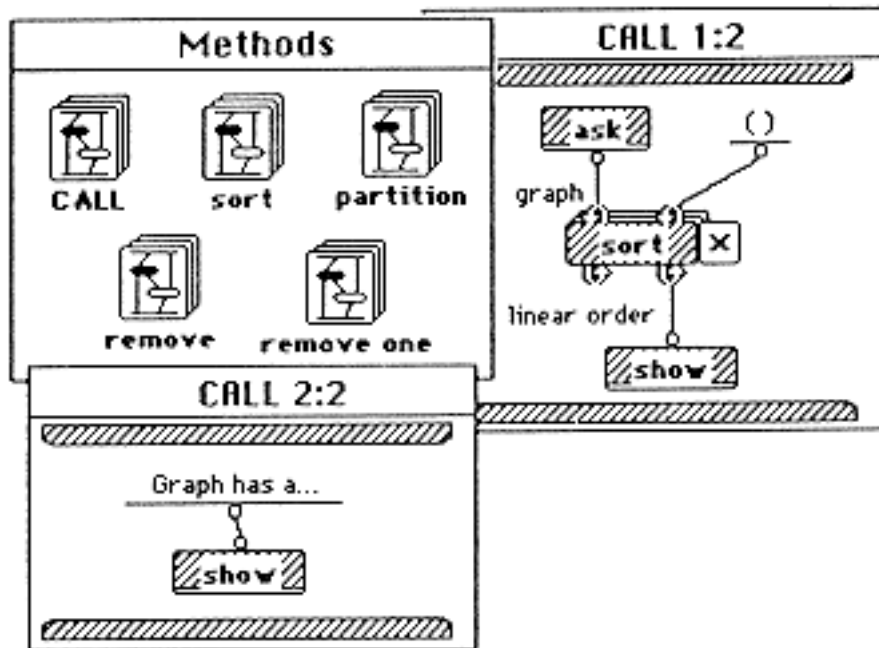 Methods
CALL
sort
partition
remove
remove one
CALL 1:2
ask
( )
graph
sort
X
linear order
show
CALL 2:2
Graph has a...
show